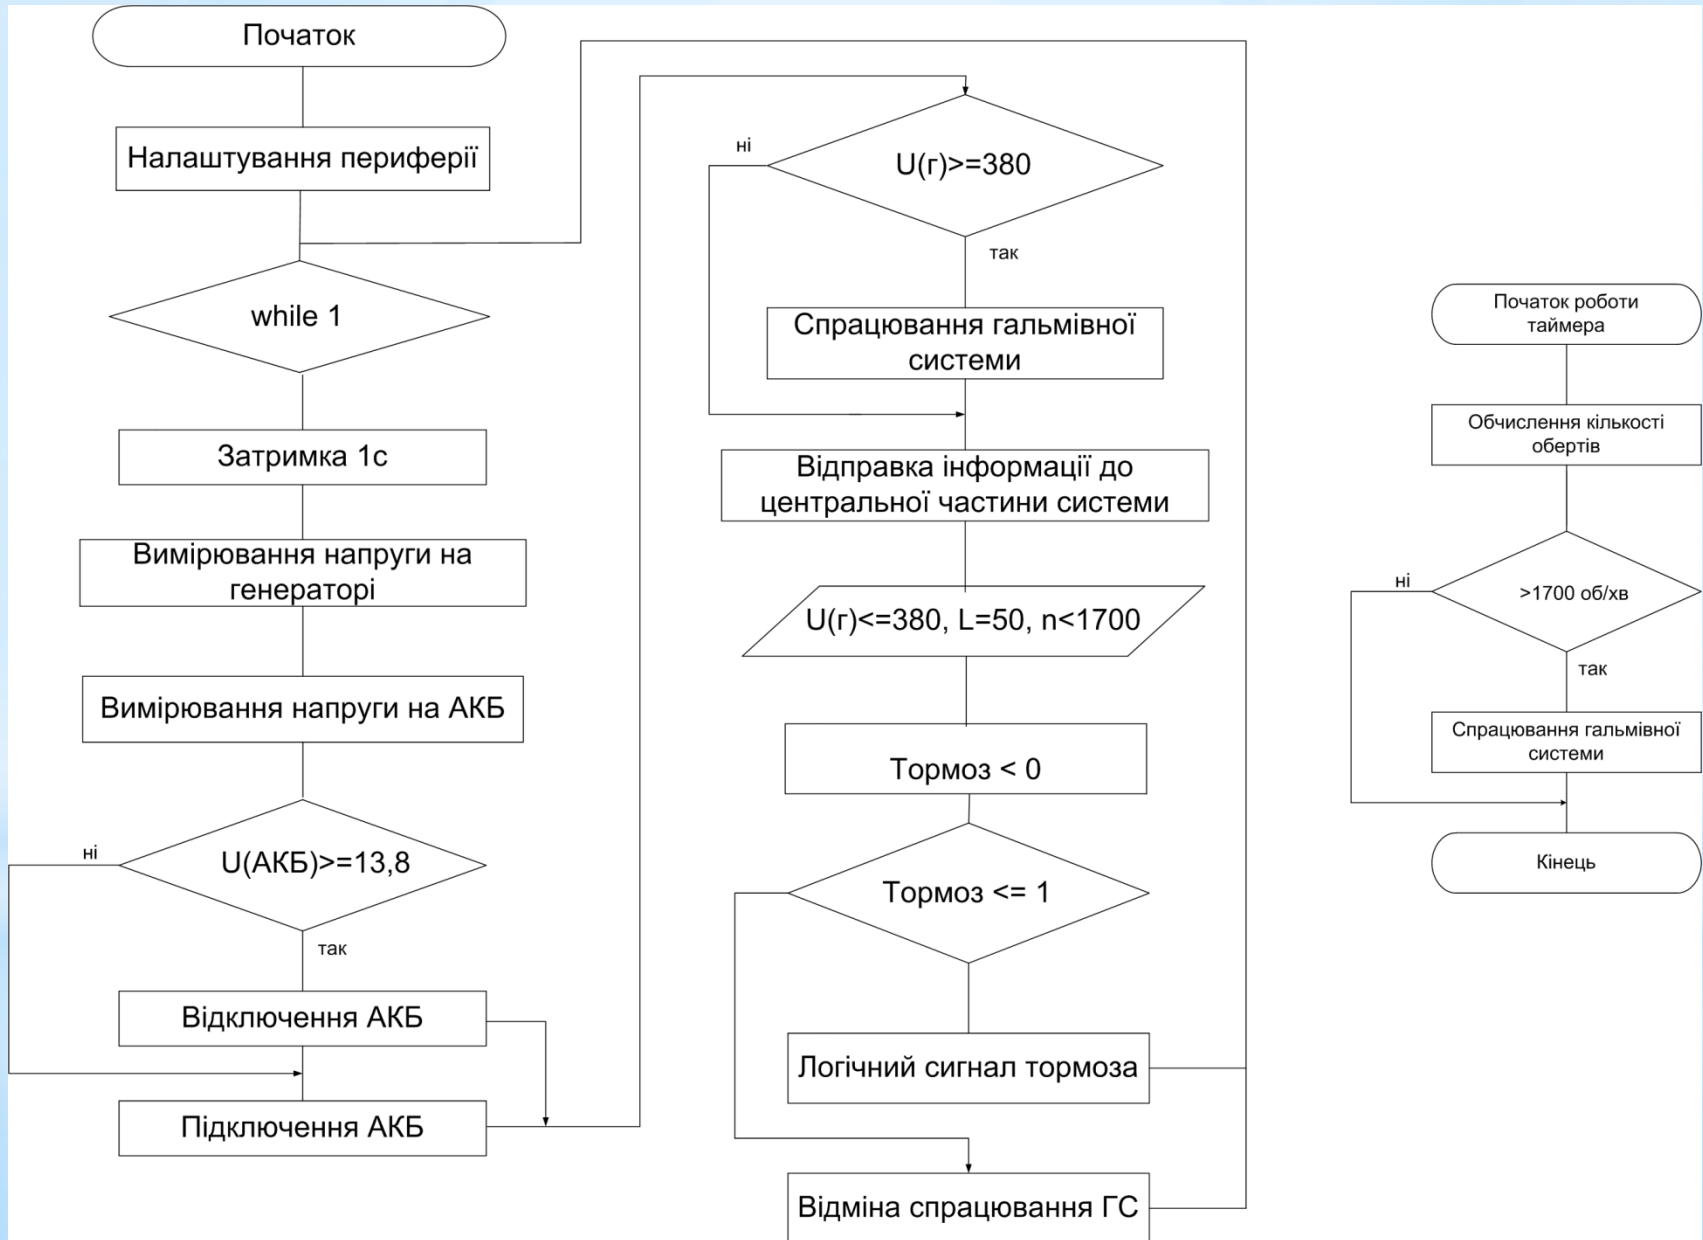 Початок
Налаштування периферії
while 1
Затримка 1с
Вимірювання напруги на
генераторі
Вимірювання напруги на АКБ
ні
U(АКБ)>=13,8
так
Відключення АКБ
Підключення АКБ
ні
U(г)>=380
так
Спрацювання гальмівної
системи
Відправка інформації до
центральної частини системи
U(г)<=380, L=50, n<1700
Тормоз < 0
Тормоз <= 1
Логічний сигнал тормоза
Відміна спрацювання ГС
Початок роботи
таймера
Обчислення кількості
обертів
ні
>1700 об/хв
так
Спрацювання гальмівної
системи
Кінець